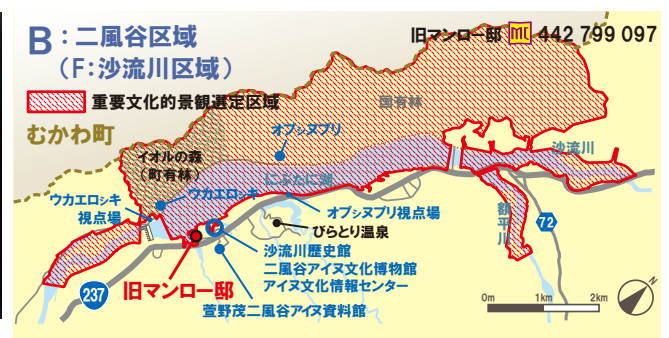 B：二風谷区域
（F：沙流川区域）
旧マンロー邸 MC 442 799 097
重要文化的景観選定区域
むかわ町
国有林
オプシヌプリ
沙流川
イオルの森
（町有林）
にぶたに湖
ウカエロシキ
視点場
ウカエロシキ
オプシヌプリ視点場
びらとり温泉
額平川
72
沙流川歴史館
二風谷アイヌ文化博物館
アイヌ文化情報センター
旧マンロー邸
237
萱野茂二風谷アイヌ資料館
0m 1km 2km
N